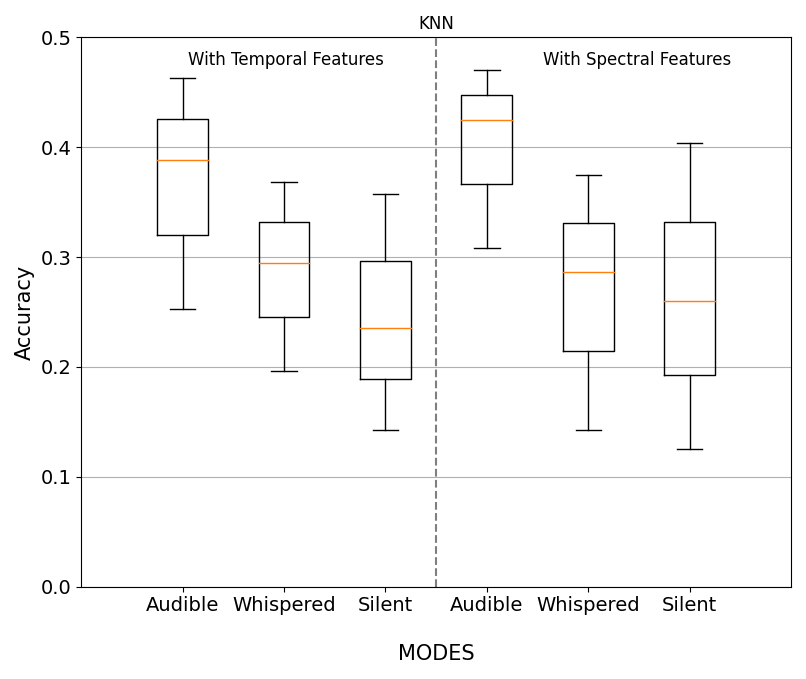 KNN
With Temporal Features
With Spectral Features
0.5
0.4
0.3
0.2
0.1
0.0
Accuracy
Audible Whispered Silent Audible Whispered Silent
MODES